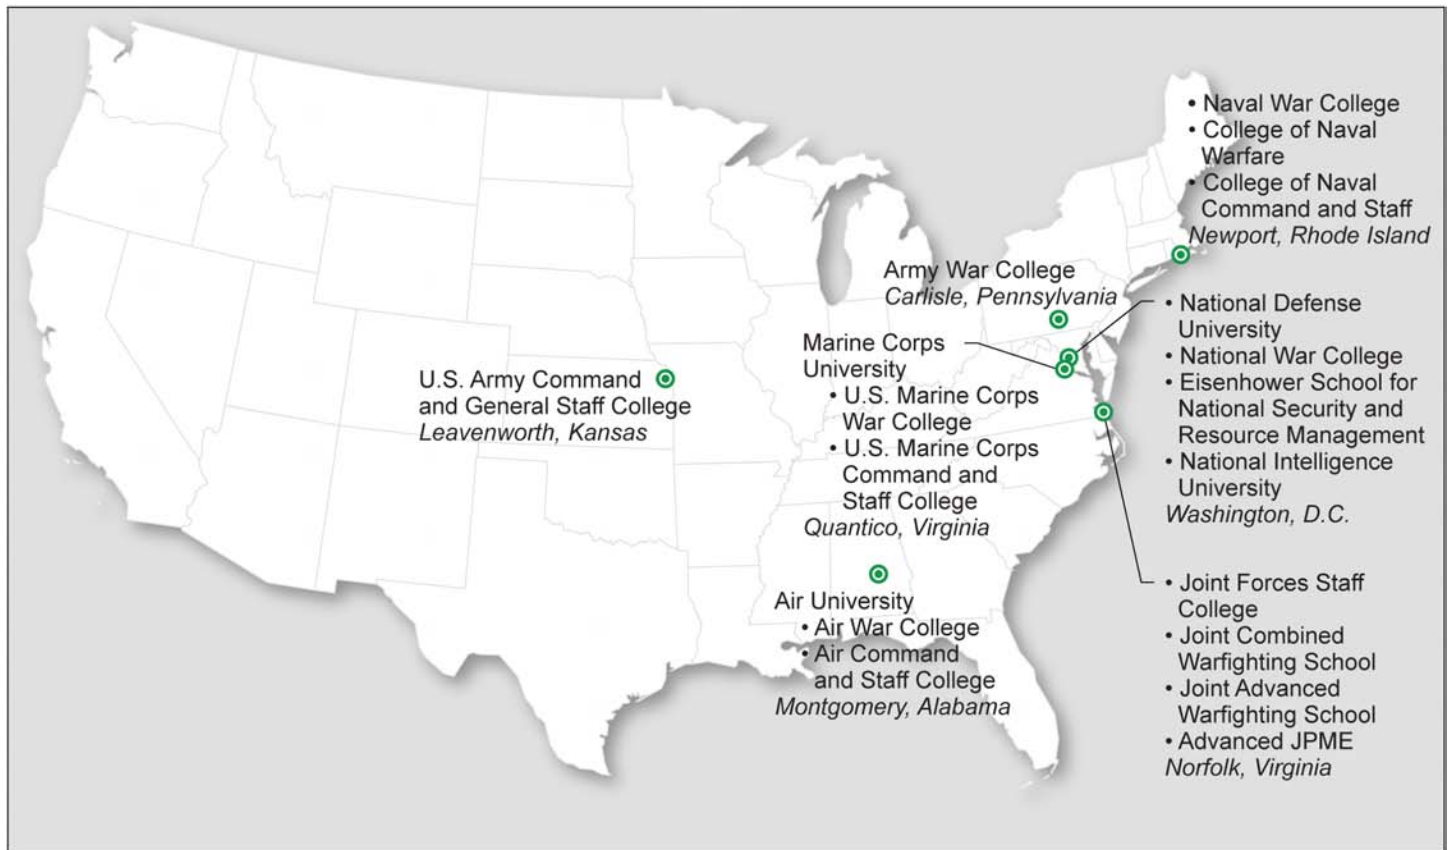 • Naval War College
• College of Naval
Warfare
• College of Naval
Command and Staff
Newport, Rhode Island
Army War College
Carlisle, Pennsylvania
• National Defense
University
• National War College
• Eisenhower School for
National Security and
Resource Management
• National Intelligence
University
Washington, D.C.
Marine Corps
University
• U.S. Marine Corps
War College
• U.S. Marine Corps
Command and
Staff College
Quantico, Virginia
U.S. Army Command
and General Staff College
Leavenworth, Kansas
Air University
• Air War College
• Air Command
and Staff College
Montgomery, Alabama
• Joint Forces Staff
College
• Joint Combined
Warfighting School
• Joint Advanced
Warfighting School
• Advanced JPME
Norfolk, Virginia